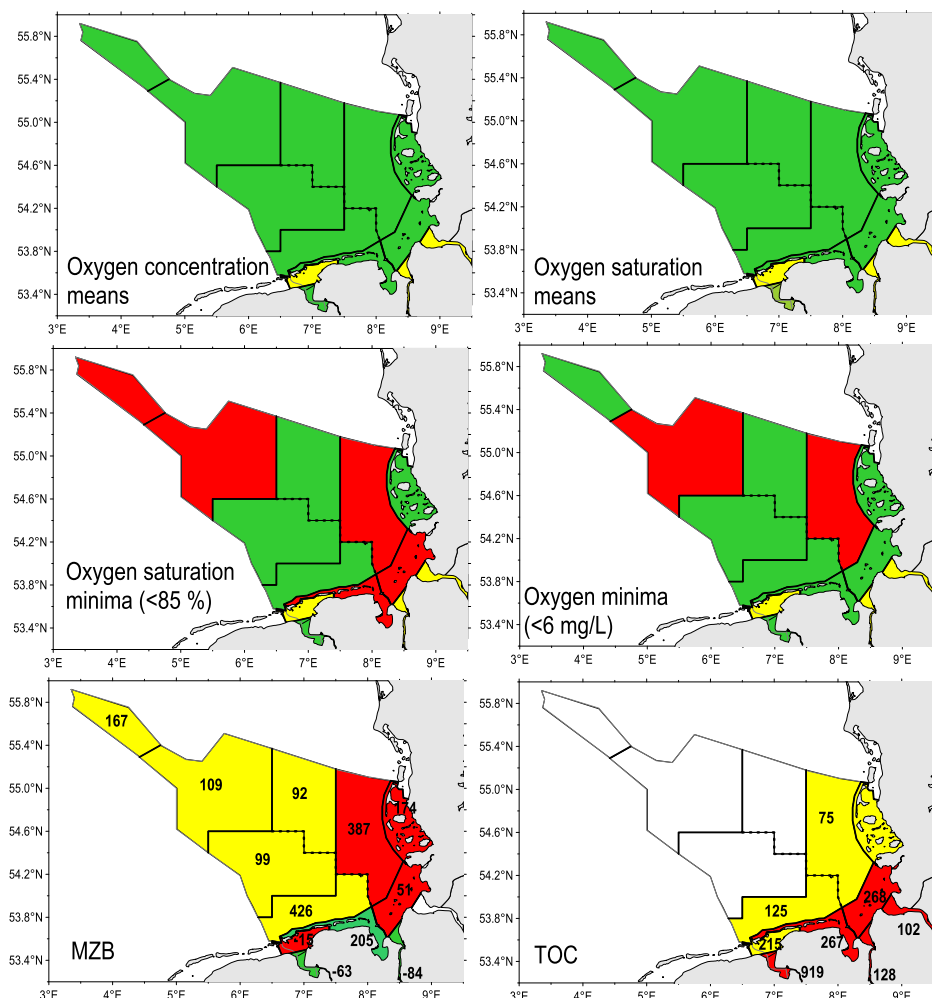 55.8°N
55.4°N
55.0°N
54.6°N
54.2°N
53.8°N
53.4°N
Oxygen concentration
means
3°E 4°E 5°E 6°E 7°E 8°E 9°E
55.8°N
55.4°N
55.0°N
54.6°N
54.2°N
53.8°N
53.4°N
Oxygen saturation
means
3°E 4°E 5°E 6°E 7°E 8°E 9°E
55.8°N
55.4°N
55.0°N
54.6°N
54.2°N
53.8°N
53.4°N
Oxygen saturation
minima (<85 %)
3°E 4°E 5°E 6°E 7°E 8°E 9°E
55.8°N
55.4°N
55.0°N
54.6°N
54.2°N
53.8°N
53.4°N
Oxygen minima
(<6 mg/L)
3°E 4°E 5°E 6°E 7°E 8°E 9°E
55.8°N
55.4°N
55.0°N
54.6°N
54.2°N
53.8°N
53.4°N
167
109
92
174
387
99
51
426
-15
205
-63
-84
MZB
3°E 4°E 5°E 6°E 7°E 8°E 9°E
55.8°N
55.4°N
55.0°N
54.6°N
54.2°N
53.8°N
53.4°N
75
268
125
102
215
267
919
128
TOC
3°E 4°E 5°E 6°E 7°E 8°E 9°E